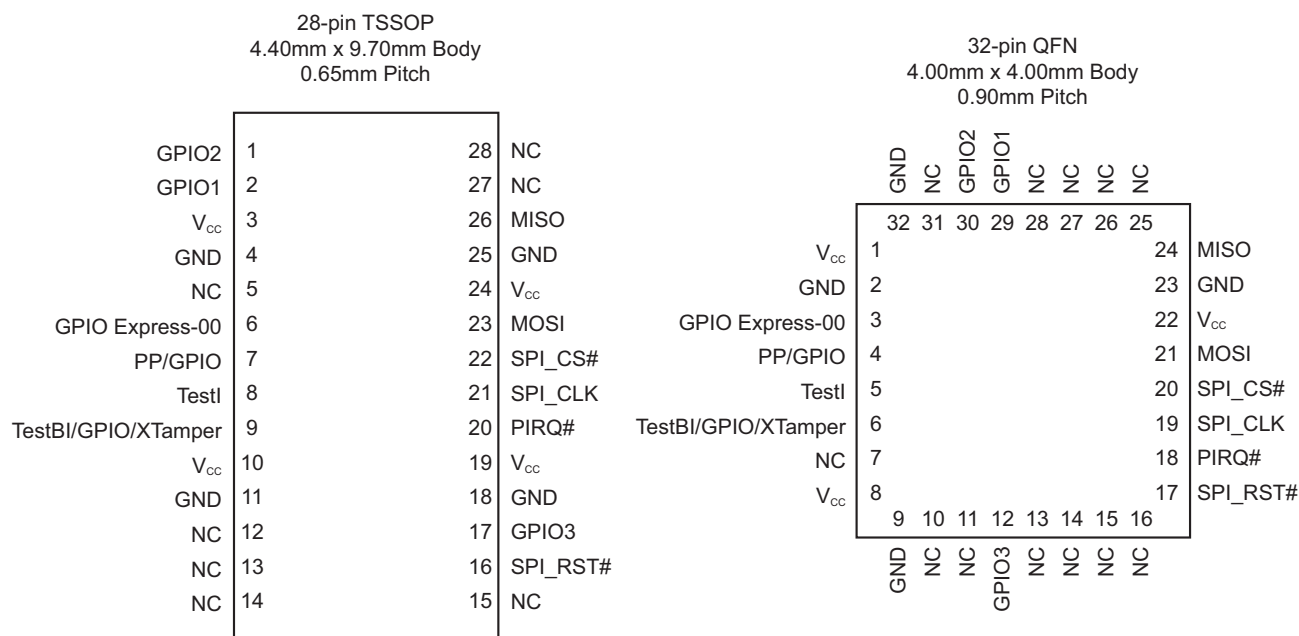 28-pin TSSOP
4.40mm x 9.70mm Body
0.65mm Pitch
GPIO2 1 28 NC
GPIO1 2 27 NC
Vcc 3 26 MISO
GND 4 25 GND
NC 5 24 Vcc
GPIO Express-00 6 23 MOSI
PP/GPIO 7 22 SPI_CS#
TestI 8 21 SPI_CLK
TestBI/GPIO/XTamper 9 20 PIRQ#
Vcc 10 19 Vcc
GND 11 18 GND
NC 12 17 GPIO3
NC 13 16 SPI_RST#
NC 14 15 NC
32-pin QFN
4.00mm x 4.00mm Body
0.90mm Pitch
GND NC GPIO2 GPIO1 NC NC NC NC
32 31 30 29 28 27 26 25
Vcc 1 24 MISO
GND 2 23 GND
GPIO Express-00 3 22 Vcc
PP/GPIO 4 21 MOSI
TestI 5 20 SPI_CS#
TestBI/GPIO/XTamper 6 19 SPI_CLK
NC 7 18 PIRQ#
Vcc 8 17 SPI_RST#
9 10 11 12 13 14 15 16
GND NC NC GPIO3 NC NC NC NC